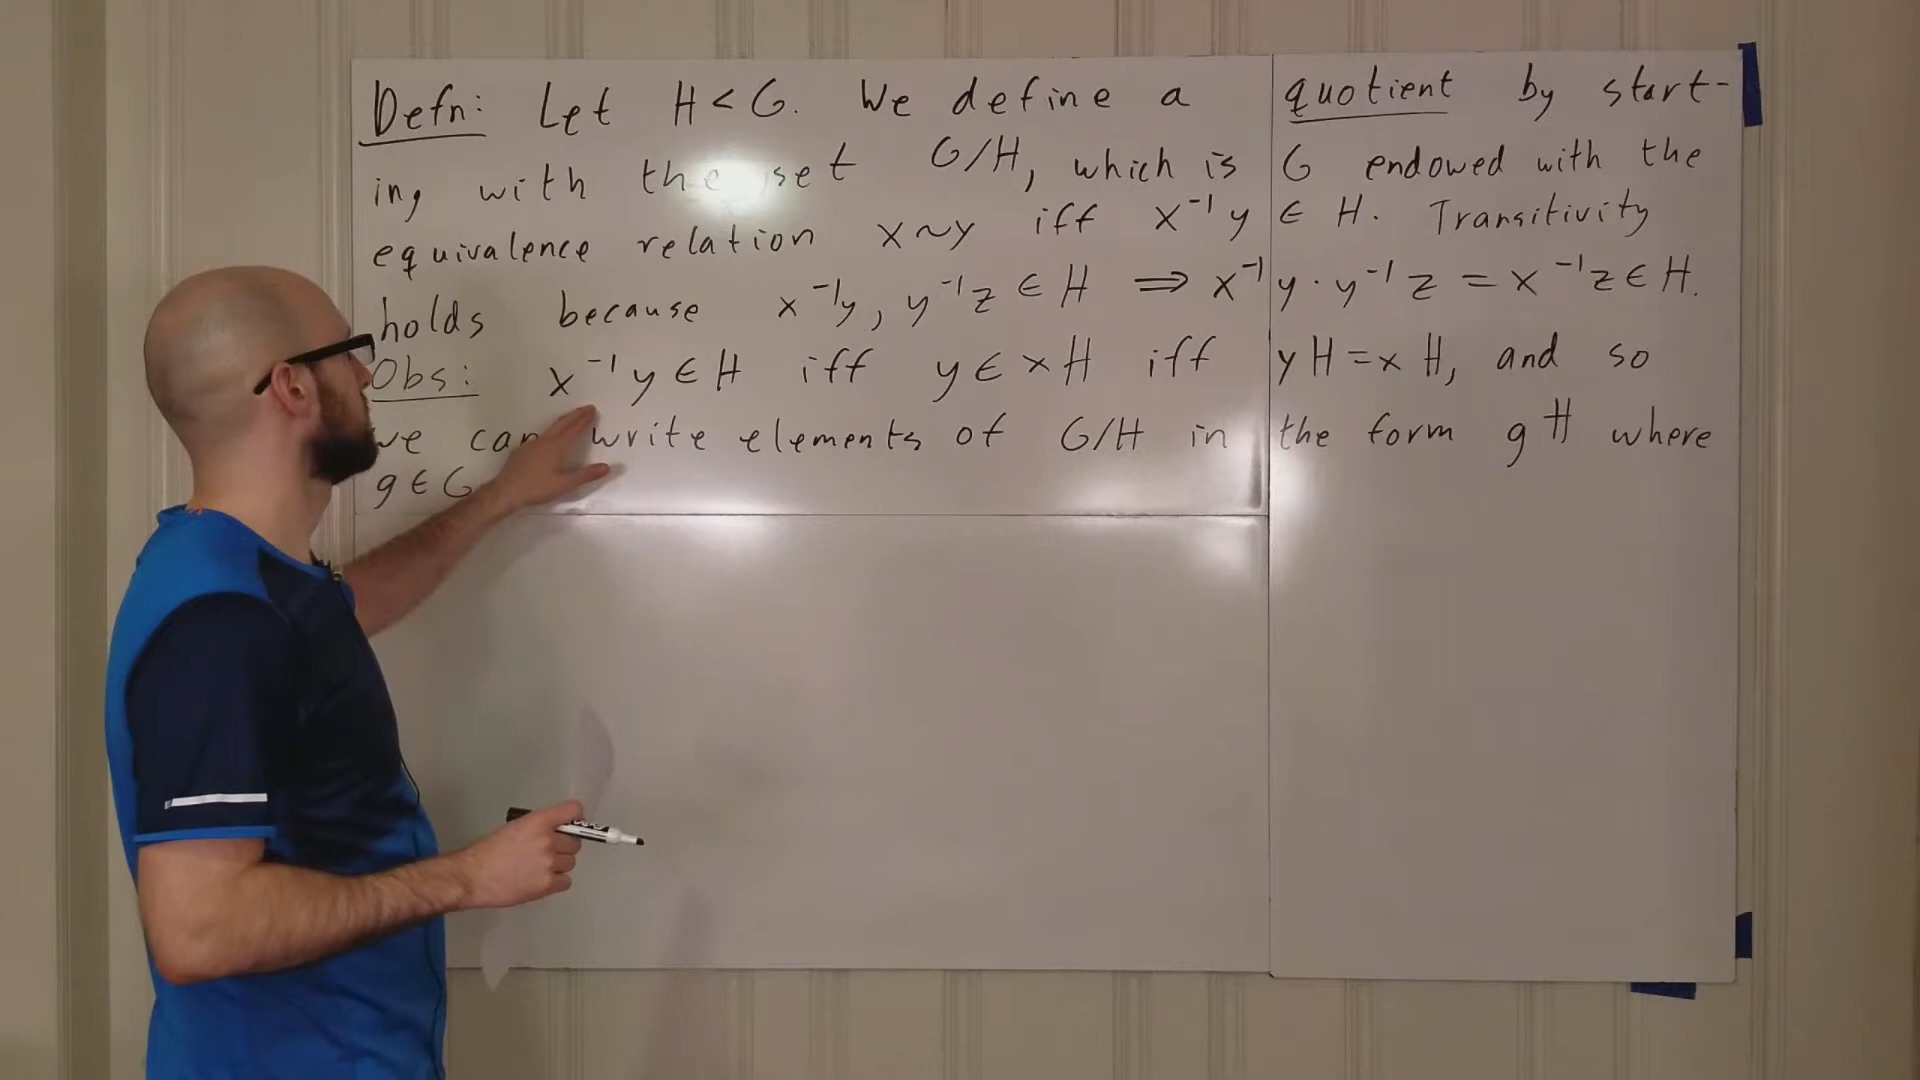 Defn: Let H < G. We define a quotient by start-
ing with the set G/H, which is G endowed with the
equivalence relation x~y iff x⁻¹y ∈ H. Transitivity
holds because x⁻¹y, y⁻¹z ∈ H ⇒ x⁻¹y · y⁻¹z = x⁻¹z ∈ H.
Obs: x⁻¹y ∈ H iff y ∈ xH iff yH = xH, and so
we can write elements of G/H in the form gH where
g ∈ G